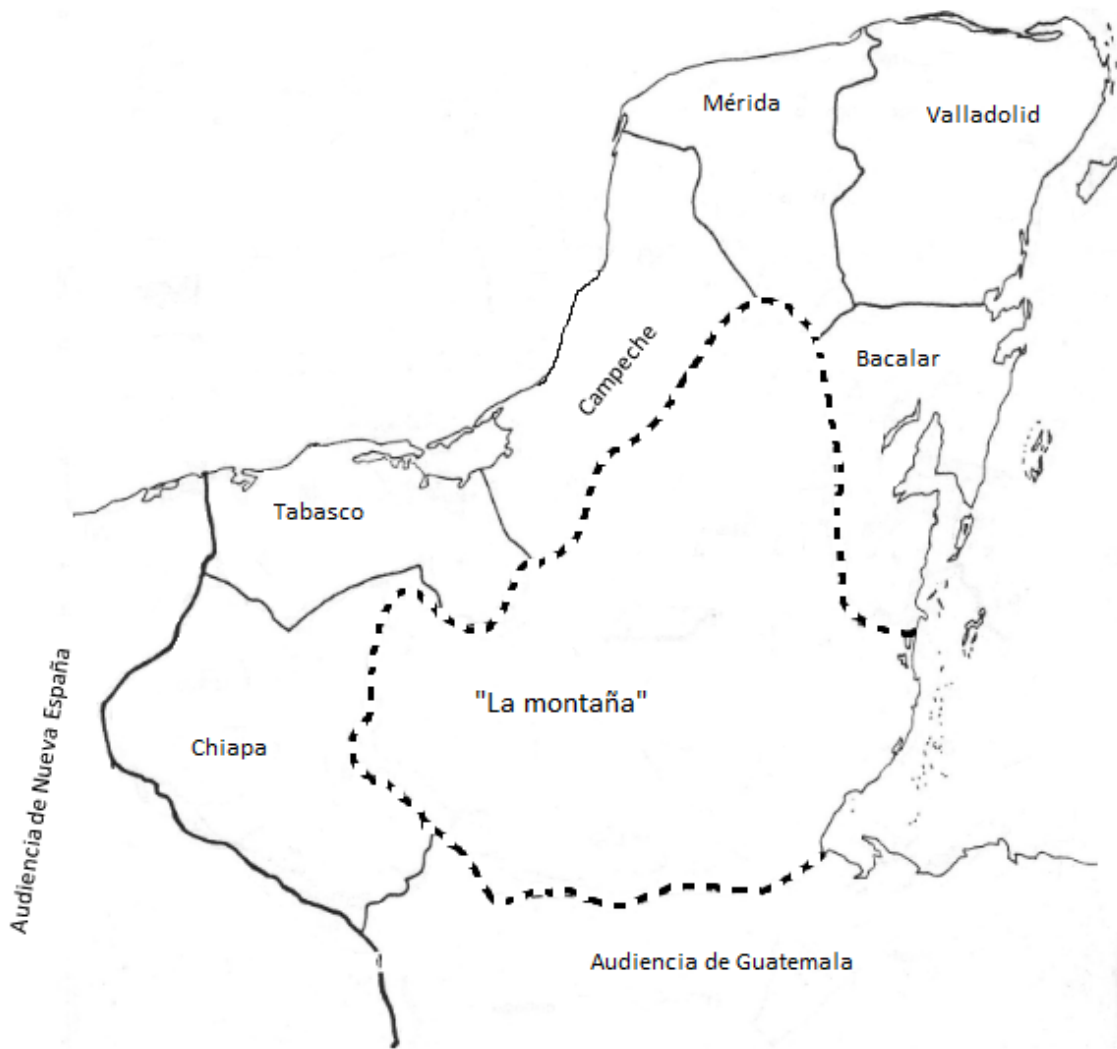 Mérida
Valladolid
Campeche
Bacalar
Tabasco
"La montaña"
Chiapa
Audiencia de Nueva España
Audiencia de Guatemala